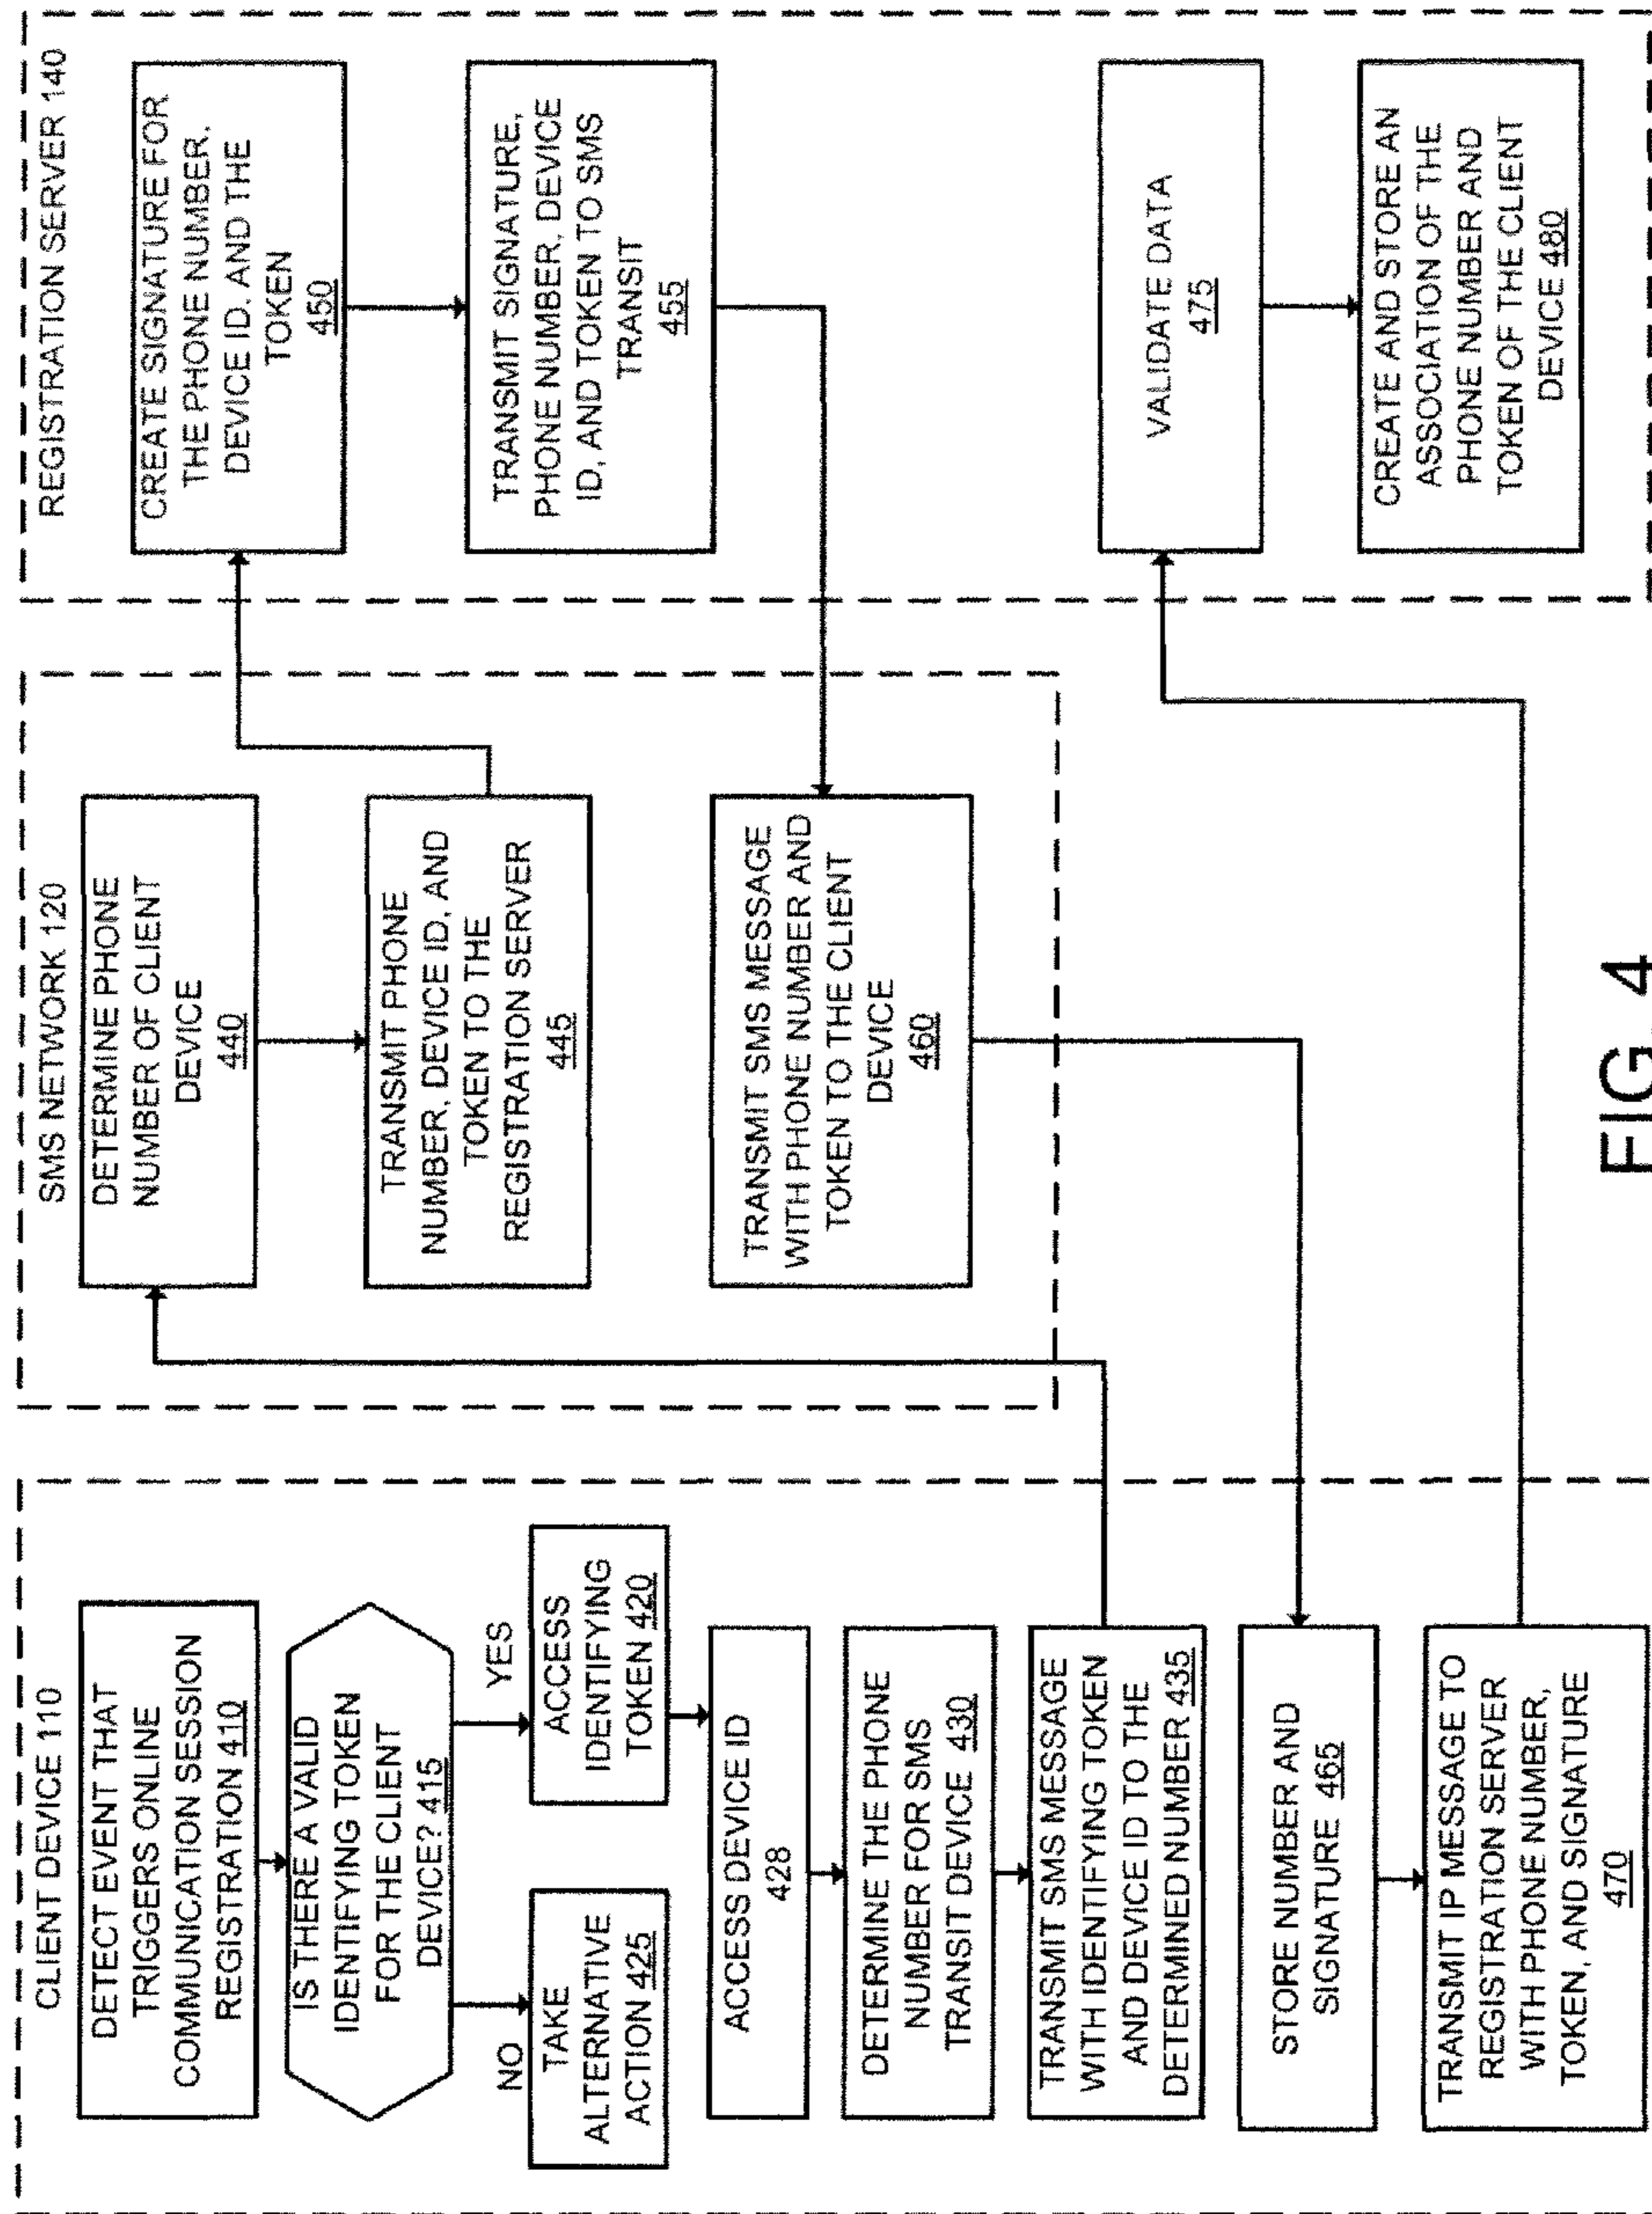 CLIENT DEVICE 110
DETECT EVENT THAT
TRIGGERS ONLINE
COMMUNICATION SESSION
REGISTRATION 410
IS THERE A VALID
IDENTIFYING TOKEN
FOR THE CLIENT
DEVICE? 415
NO
YES
TAKE
ALTERNATIVE
ACTION 425
ACCESS
IDENTIFYING
TOKEN 420
ACCESS DEVICE ID
428
DETERMINE THE PHONE
NUMBER FOR SMS
TRANSIT DEVICE 430
TRANSMIT SMS MESSAGE
WITH IDENTIFYING TOKEN
AND DEVICE ID TO THE
DETERMINED NUMBER 435
STORE NUMBER AND
SIGNATURE 465
TRANSMIT IP MESSAGE TO
REGISTRATION SERVER
WITH PHONE NUMBER,
TOKEN, AND SIGNATURE
470
SMS NETWORK 120
DETERMINE PHONE
NUMBER OF CLIENT
DEVICE
440
TRANSMIT PHONE
NUMBER, DEVICE ID, AND
TOKEN TO THE
REGISTRATION SERVER
445
TRANSMIT SMS MESSAGE
WITH PHONE NUMBER AND
TOKEN TO THE CLIENT
DEVICE
460
REGISTRATION SERVER 140
CREATE SIGNATURE FOR
THE PHONE NUMBER,
DEVICE ID, AND THE
TOKEN
450
TRANSMIT SIGNATURE,
PHONE NUMBER, DEVICE
ID, AND TOKEN TO SMS
TRANSIT
455
VALIDATE DATA
475
CREATE AND STORE AN
ASSOCIATION OF THE
PHONE NUMBER AND
TOKEN OF THE CLIENT
DEVICE 480
FIG. 4